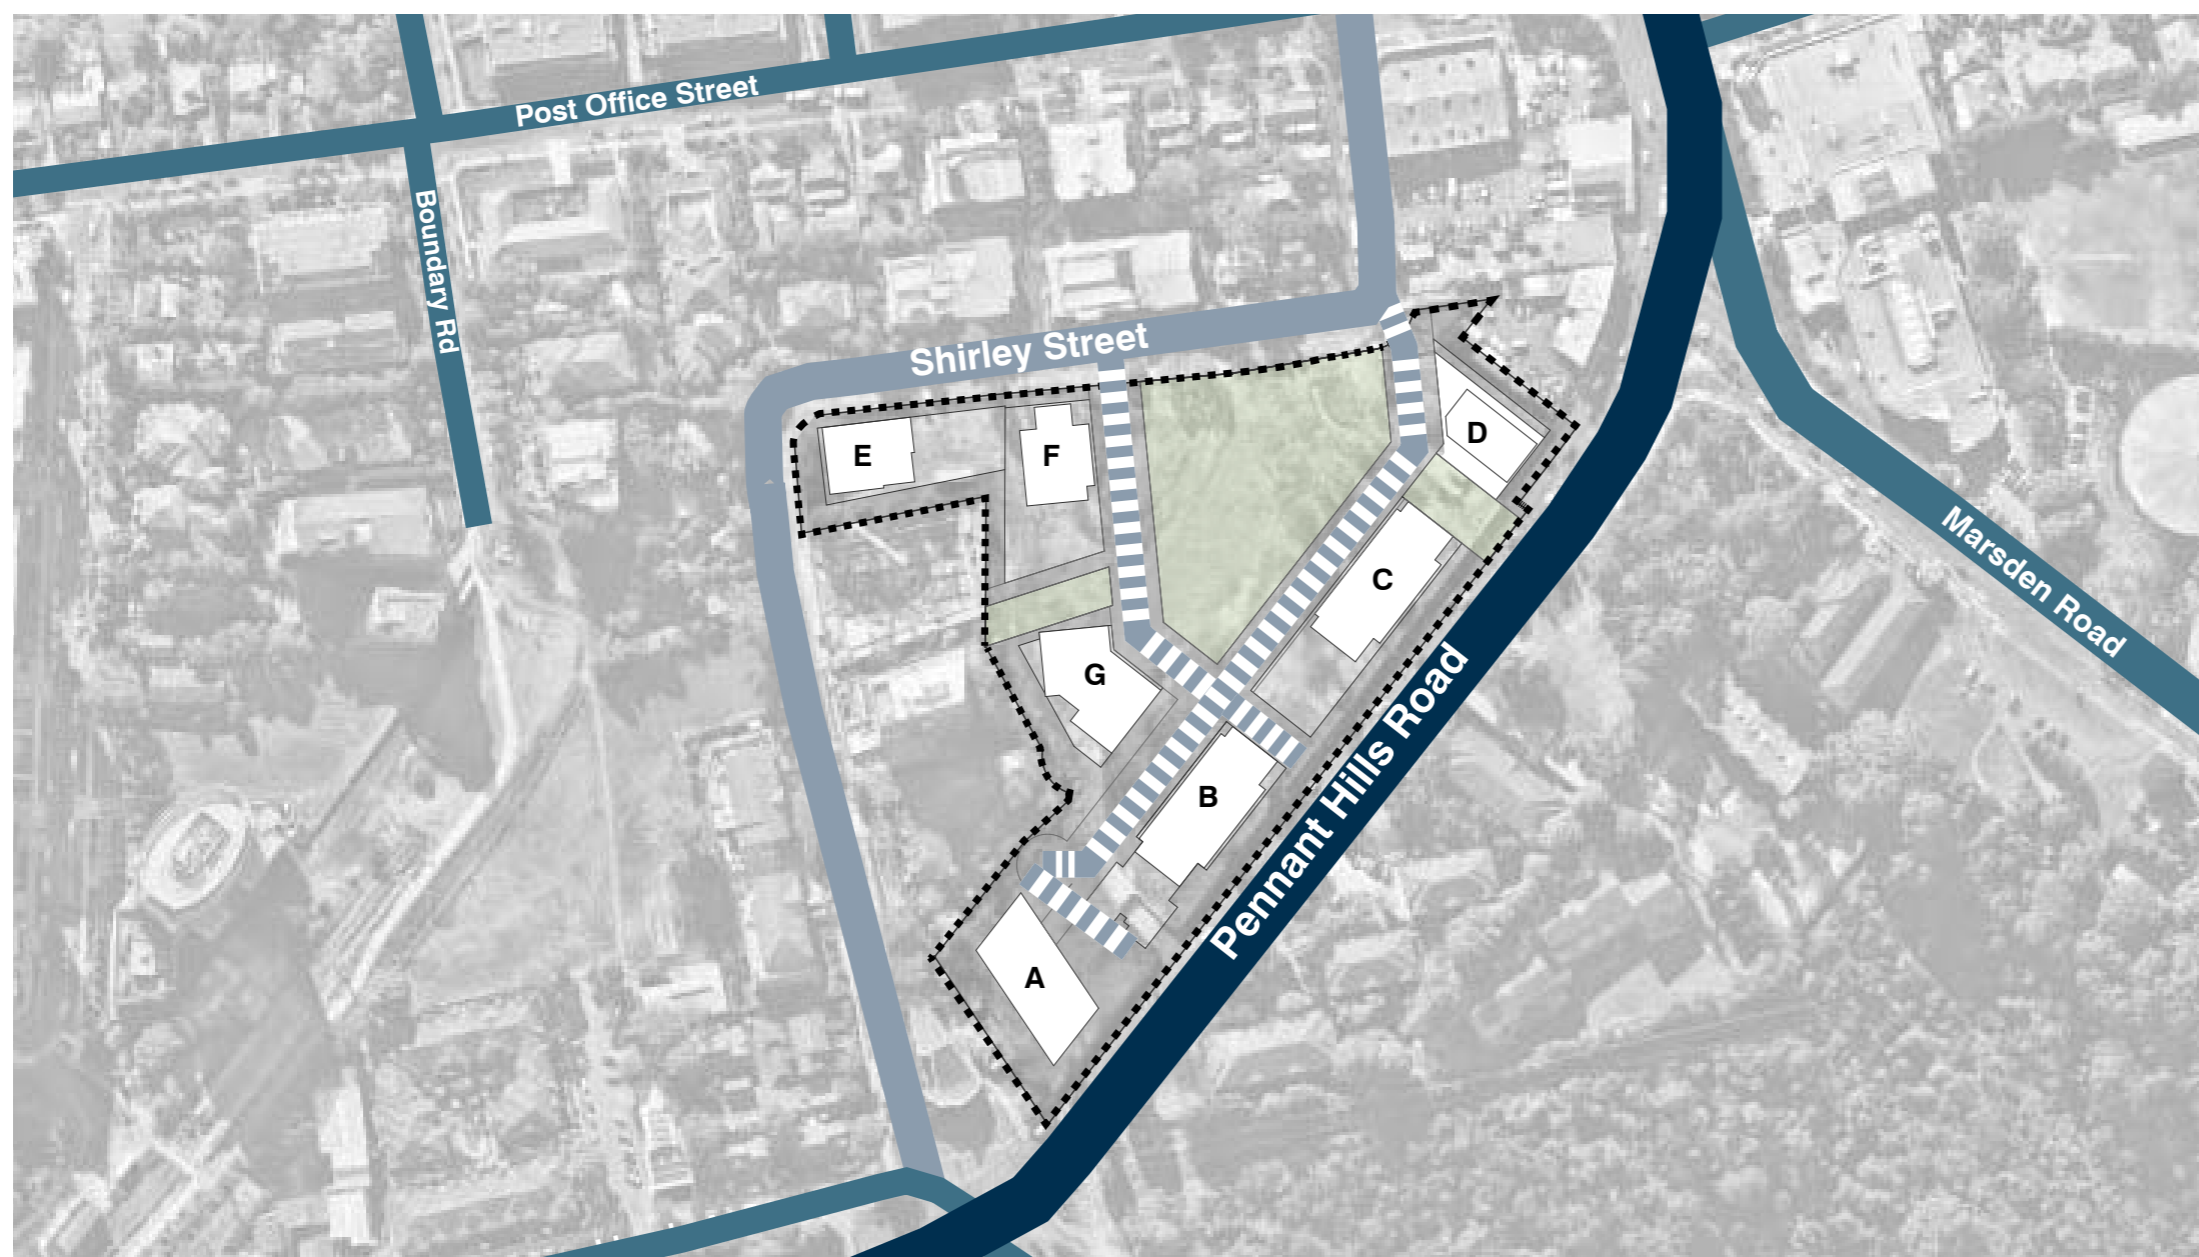 Post Office Street
Boundary Rd
Shirley Street
E
F
D
C
G
B
A
Marsden Road
Pennant Hills Road